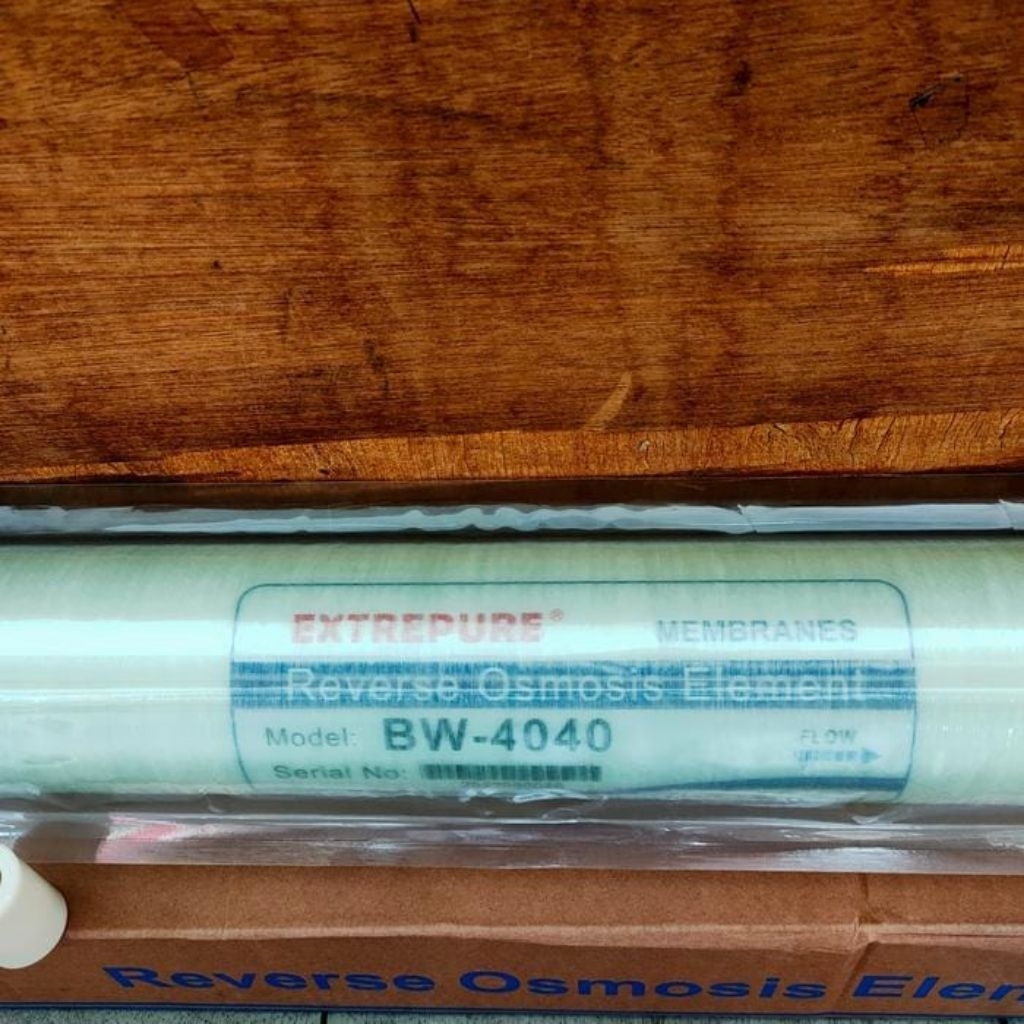 EXTREPURE® MEMBRANES
Reverse Osmosis Element
Model: BW-4040
FLOW
Serial No:
Reverse Osmosis Elem